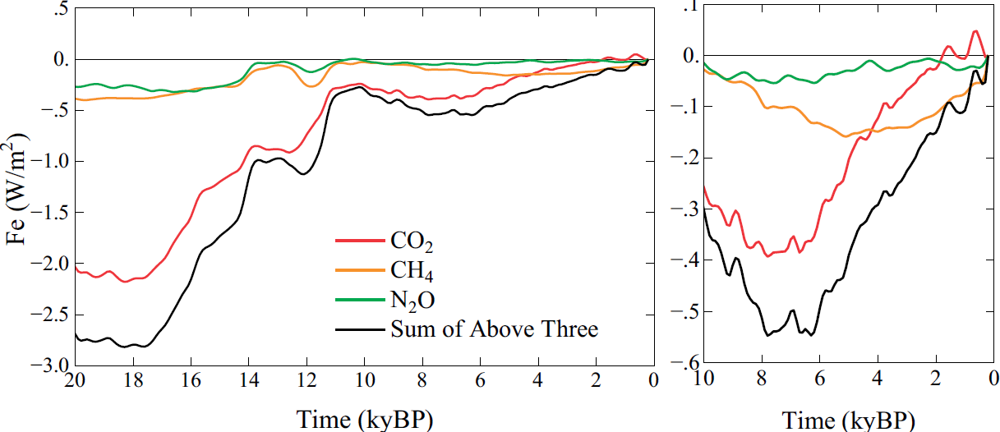 .5
0.
−.5
−1.0
−1.5
−2.0
−2.5
−3.0
Fe (W/m²)
20 18 16 14 12 10 8 6 4 2 0
Time (kyBP)
CO₂
CH₄
N₂O
Sum of Above Three
.1
0
−.1
−.2
−.3
−.4
−.5
−.6
10 8 6 4 2 0
Time (kyBP)